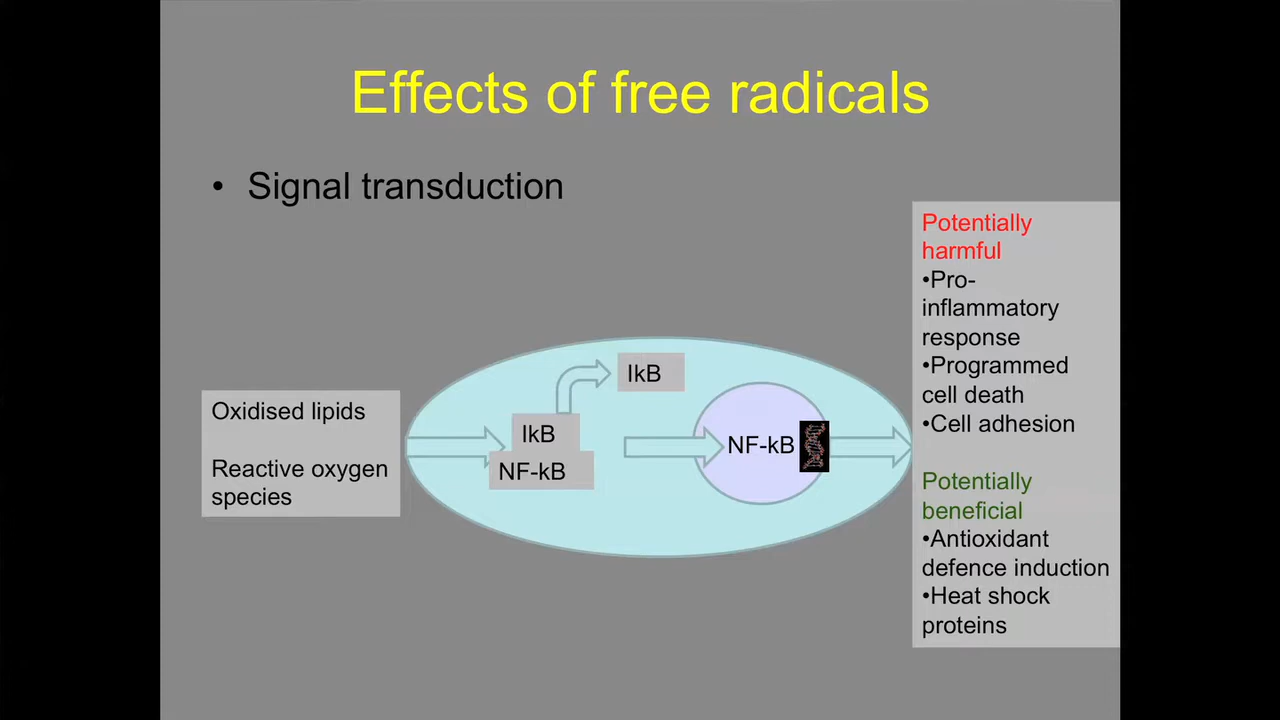 Effects of free radicals
• Signal transduction
Oxidised lipids
Reactive oxygen
species
IkB
IkB
NF-kB
NF-kB
Potentially
harmful
•Pro-
inflammatory
response
•Programmed
cell death
•Cell adhesion
Potentially
beneficial
•Antioxidant
defence induction
•Heat shock
proteins